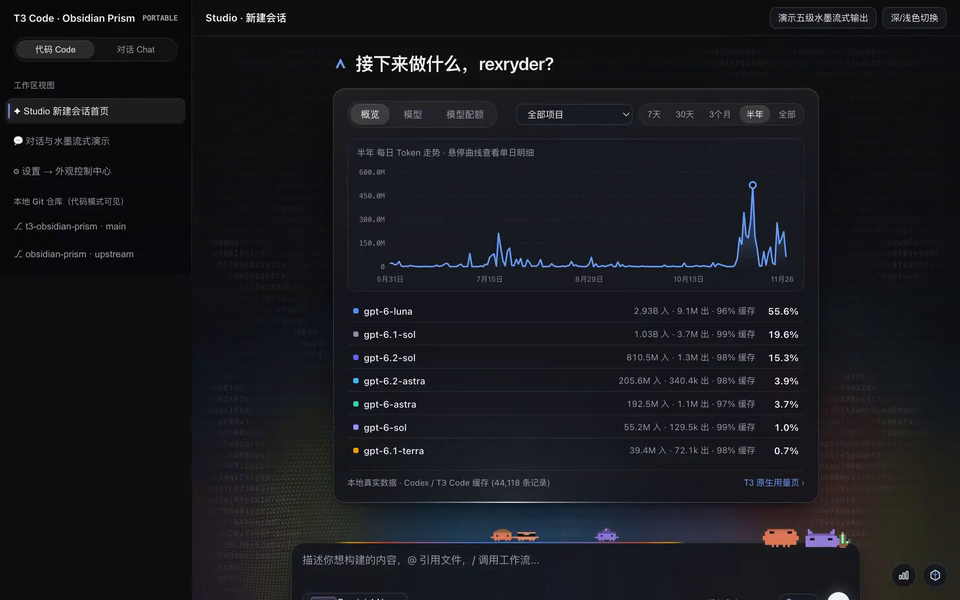 T3 Code · Obsidian Prism PORTABLE
代码 Code 对话 Chat
工作区视图
✦ Studio 新建会话首页
💬 对话与水墨流式演示
⚙ 设置 → 外观控制中心
本地 Git 仓库（代码模式可见）
⎇ t3-obsidian-prism · main
⎇ obsidian-prism · upstream
Studio · 新建会话
演示五级水墨流式输出
深/浅色切换
接下来做什么，rexryder?
概览 模型 模型配额
全部项目
7天 30天 3个月 半年 全部
半年 每日 Token 走势 · 悬停曲线查看单日明细
600.0M
450.0M
300.0M
150.0M
0
5月31日 7月15日 8月29日 10月13日 11月26
gpt-6-luna 2.93B 入 · 9.1M 出 · 96% 缓存 55.6%
gpt-6.1-sol 1.03B 入 · 3.7M 出 · 99% 缓存 19.6%
gpt-6.2-sol 810.5M 入 · 1.3M 出 · 98% 缓存 15.3%
gpt-6.2-astra 205.6M 入 · 340.4k 出 · 98% 缓存 3.9%
gpt-6-astra 192.5M 入 · 1.1M 出 · 97% 缓存 3.7%
gpt-6-sol 55.2M 入 · 129.5k 出 · 99% 缓存 1.0%
gpt-6.1-terra 39.4M 入 · 72.1k 出 · 98% 缓存 0.7%
本地真实数据 · Codex / T3 Code 缓存 (44,118 条记录)
T3 原生用量页 ›
描述你想构建的内容，@ 引用文件，/ 调用工作流...